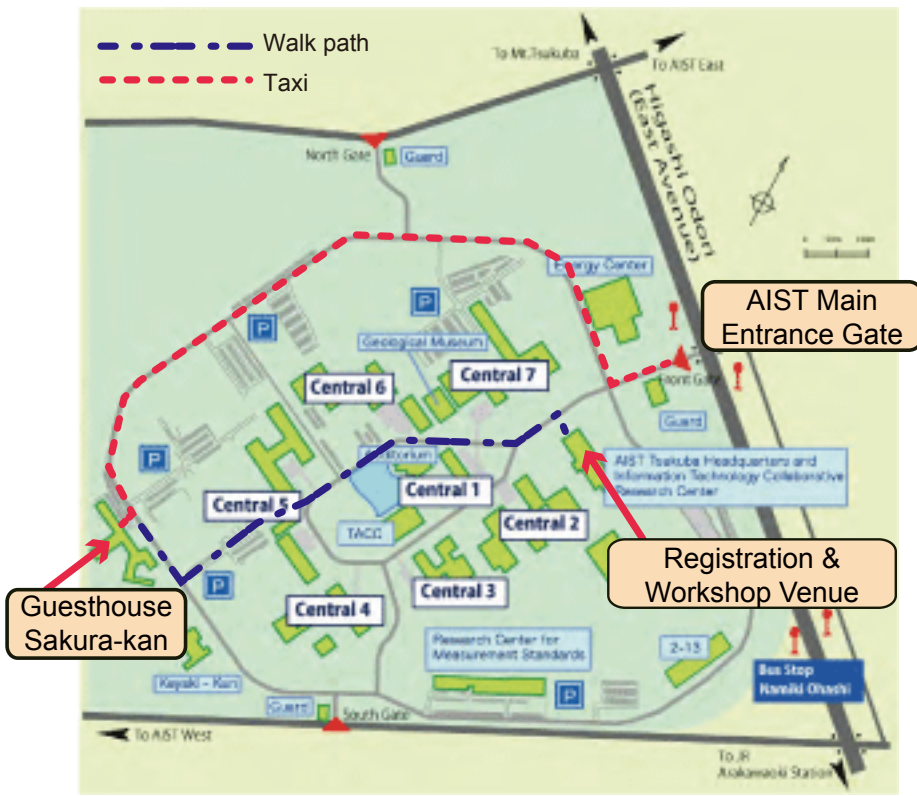 Walk path
Taxi
To Mt.Tsukuba
To AIST East
Higashi Odori
(East Avenue)
North Gate
Guard
Energy Center
AIST Main
Entrance Gate
P
P
Geological Museum
Central 6
Central 7
Front Gate
Guard
P
Auditorium
AIST Tsukuba Headquarters and
Information Technology Collaborative
Research Center
Central 5
Central 1
Central 2
TACC
Registration &
Workshop Venue
Guesthouse
Sakura-kan
P
Central 4
Central 3
Research Center for
Measurement Standards
2-13
Keyaki - Kan
P
Bus Stop
Namiki Ohashi
Guard
South Gate
To AIST West
To JR
Arakawaoki Station